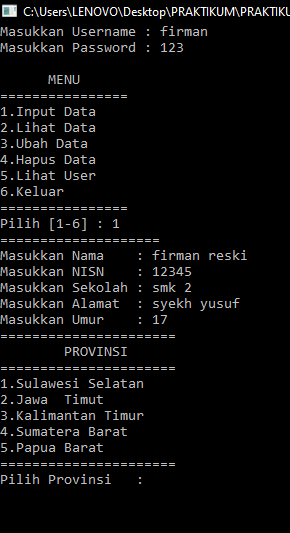 C:\Users\LENOVO\Desktop\PRAKTIKUM\PRAKTIKU
Masukkan Username : firman
Masukkan Password : 123
MENU
================
1.Input Data
2.Lihat Data
3.Ubah Data
4.Hapus Data
5.Lihat User
6.Keluar
================
Pilih [1-6] : 1
====================
Masukkan Nama    : firman reski
Masukkan NISN    : 12345
Masukkan Sekolah : smk 2
Masukkan Alamat  : syekh yusuf
Masukkan Umur    : 17
======================
PROVINSI
======================
1.Sulawesi Selatan
2.Jawa  Timut
3.Kalimantan Timur
4.Sumatera Barat
5.Papua Barat
======================
Pilih Provinsi   :